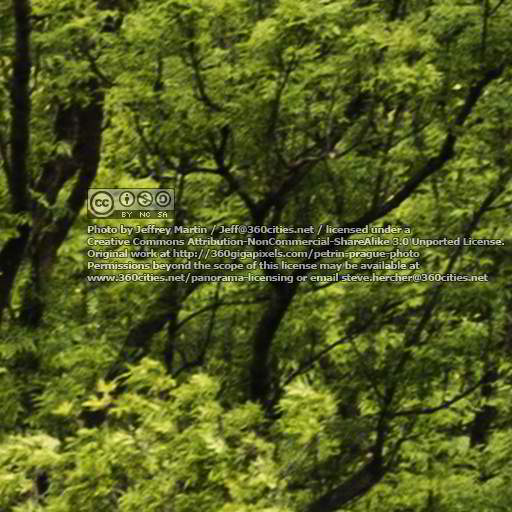 cc
BY NC SA
Photo by Jeffrey Martin / Jeff@360cities.net / licensed under a
Creative Commons Attribution-NonCommercial-ShareAlike 3.0 Unported License.
Original work at http://360gigapixels.com/petrin-prague-photo
Permissions beyond the scope of this license may be available at
www.360cities.net/panorama-licensing or email steve.hercher@360cities.net